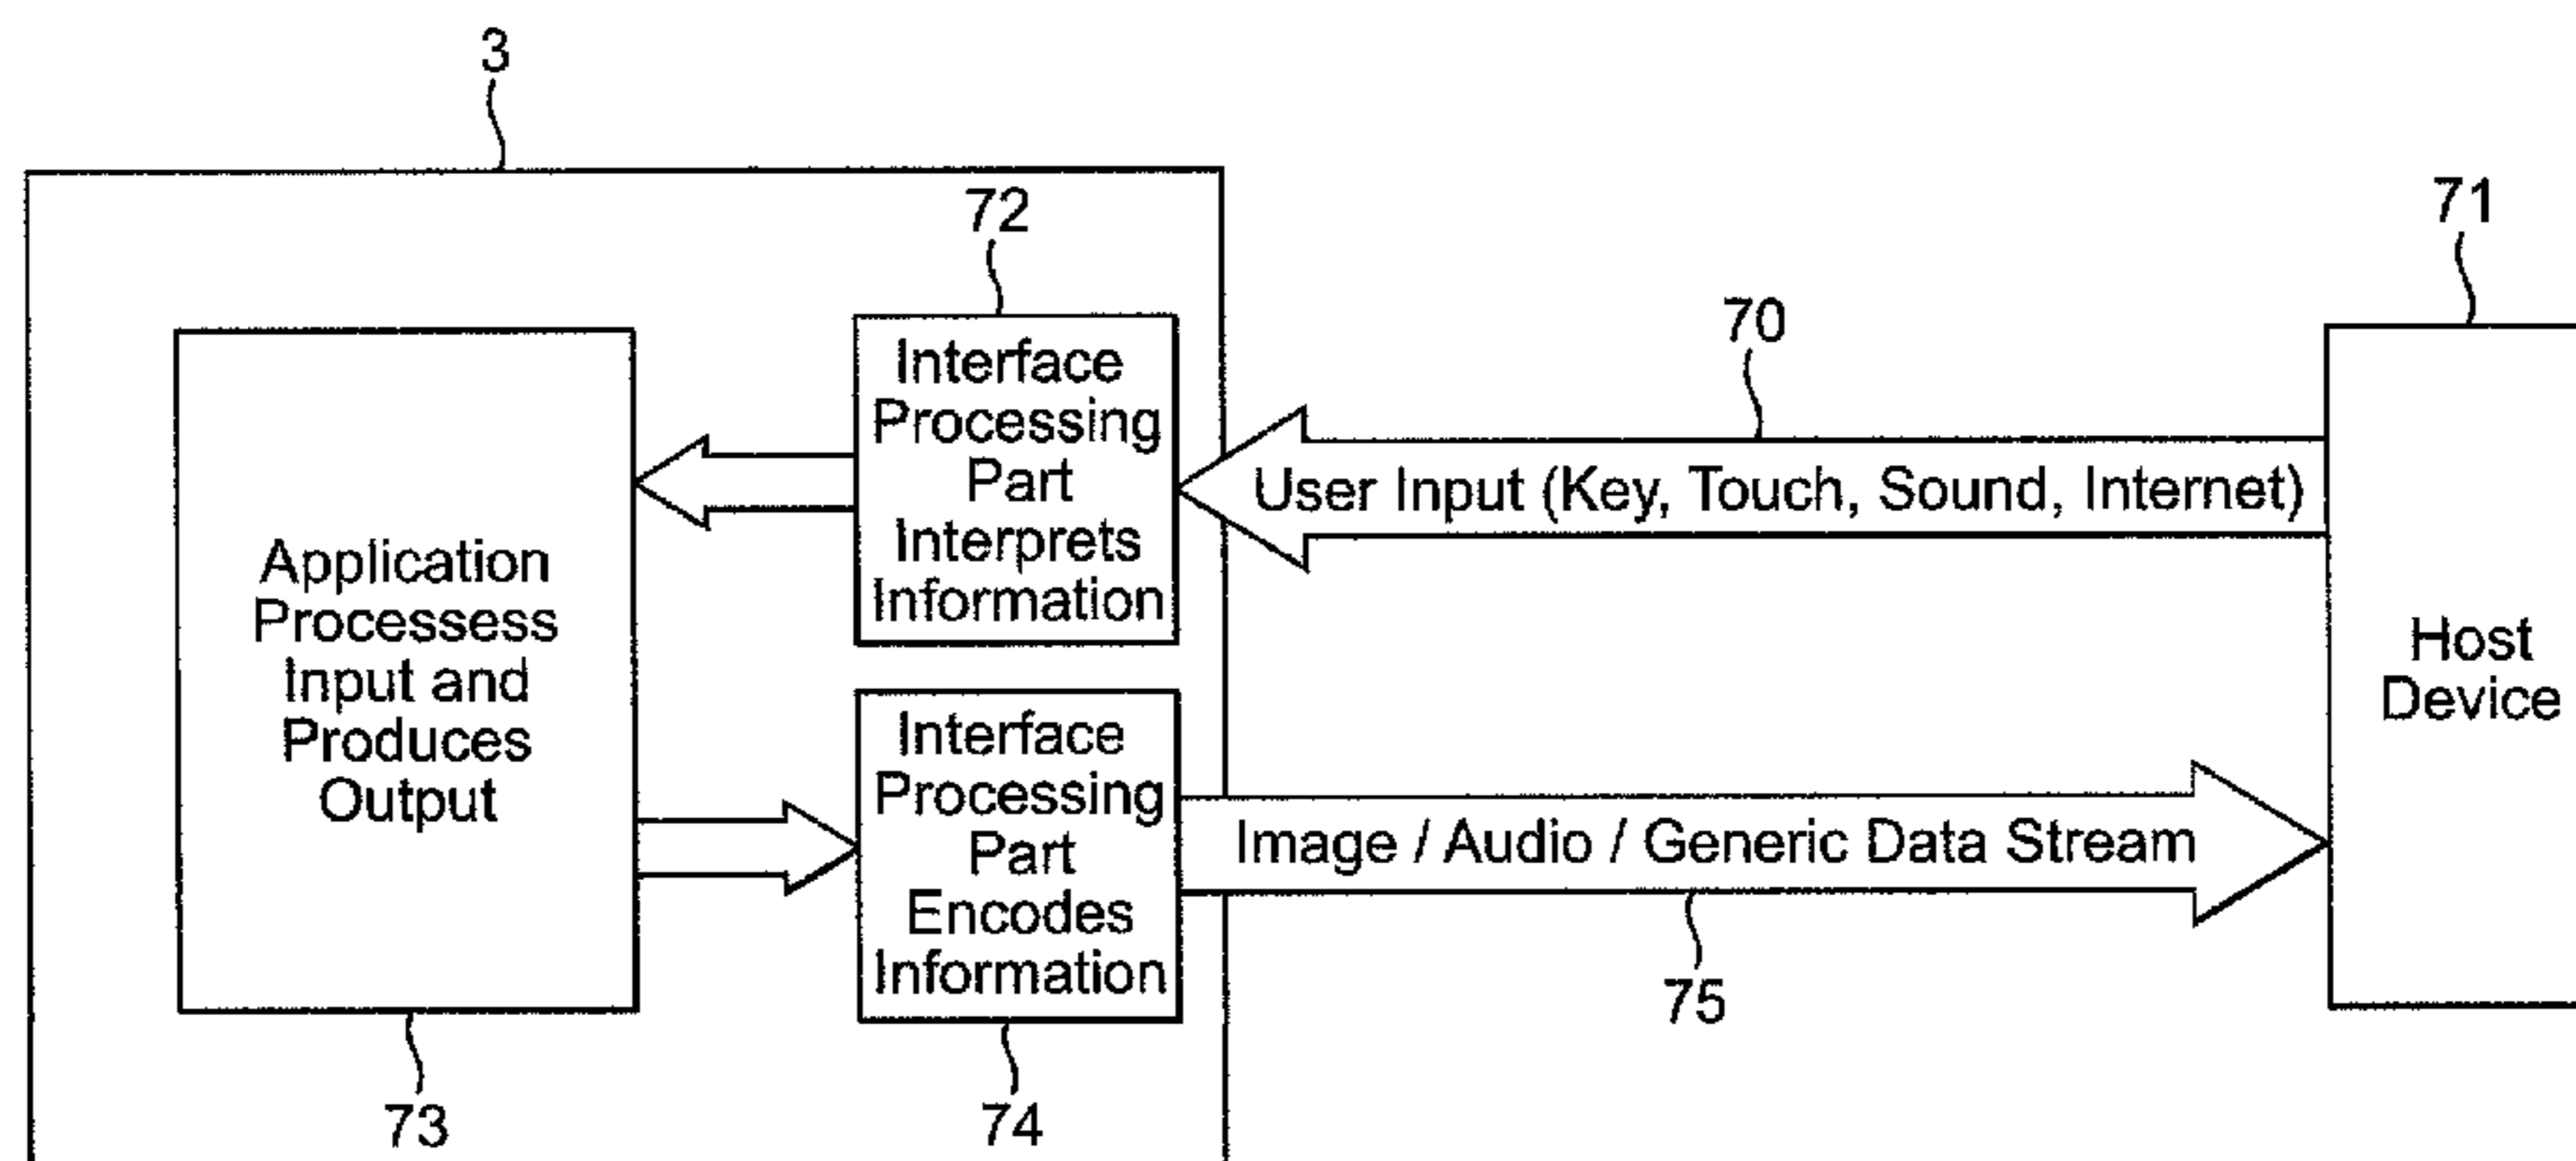 3
72
71
70
Interface
Processing
Part
Interprets
Information
User Input (Key, Touch, Sound, Internet)
Application
Processess
Input and
Produces
Output
Host
Device
Interface
Processing
Part
Encodes
Information
Image / Audio / Generic Data Stream
75
73
74